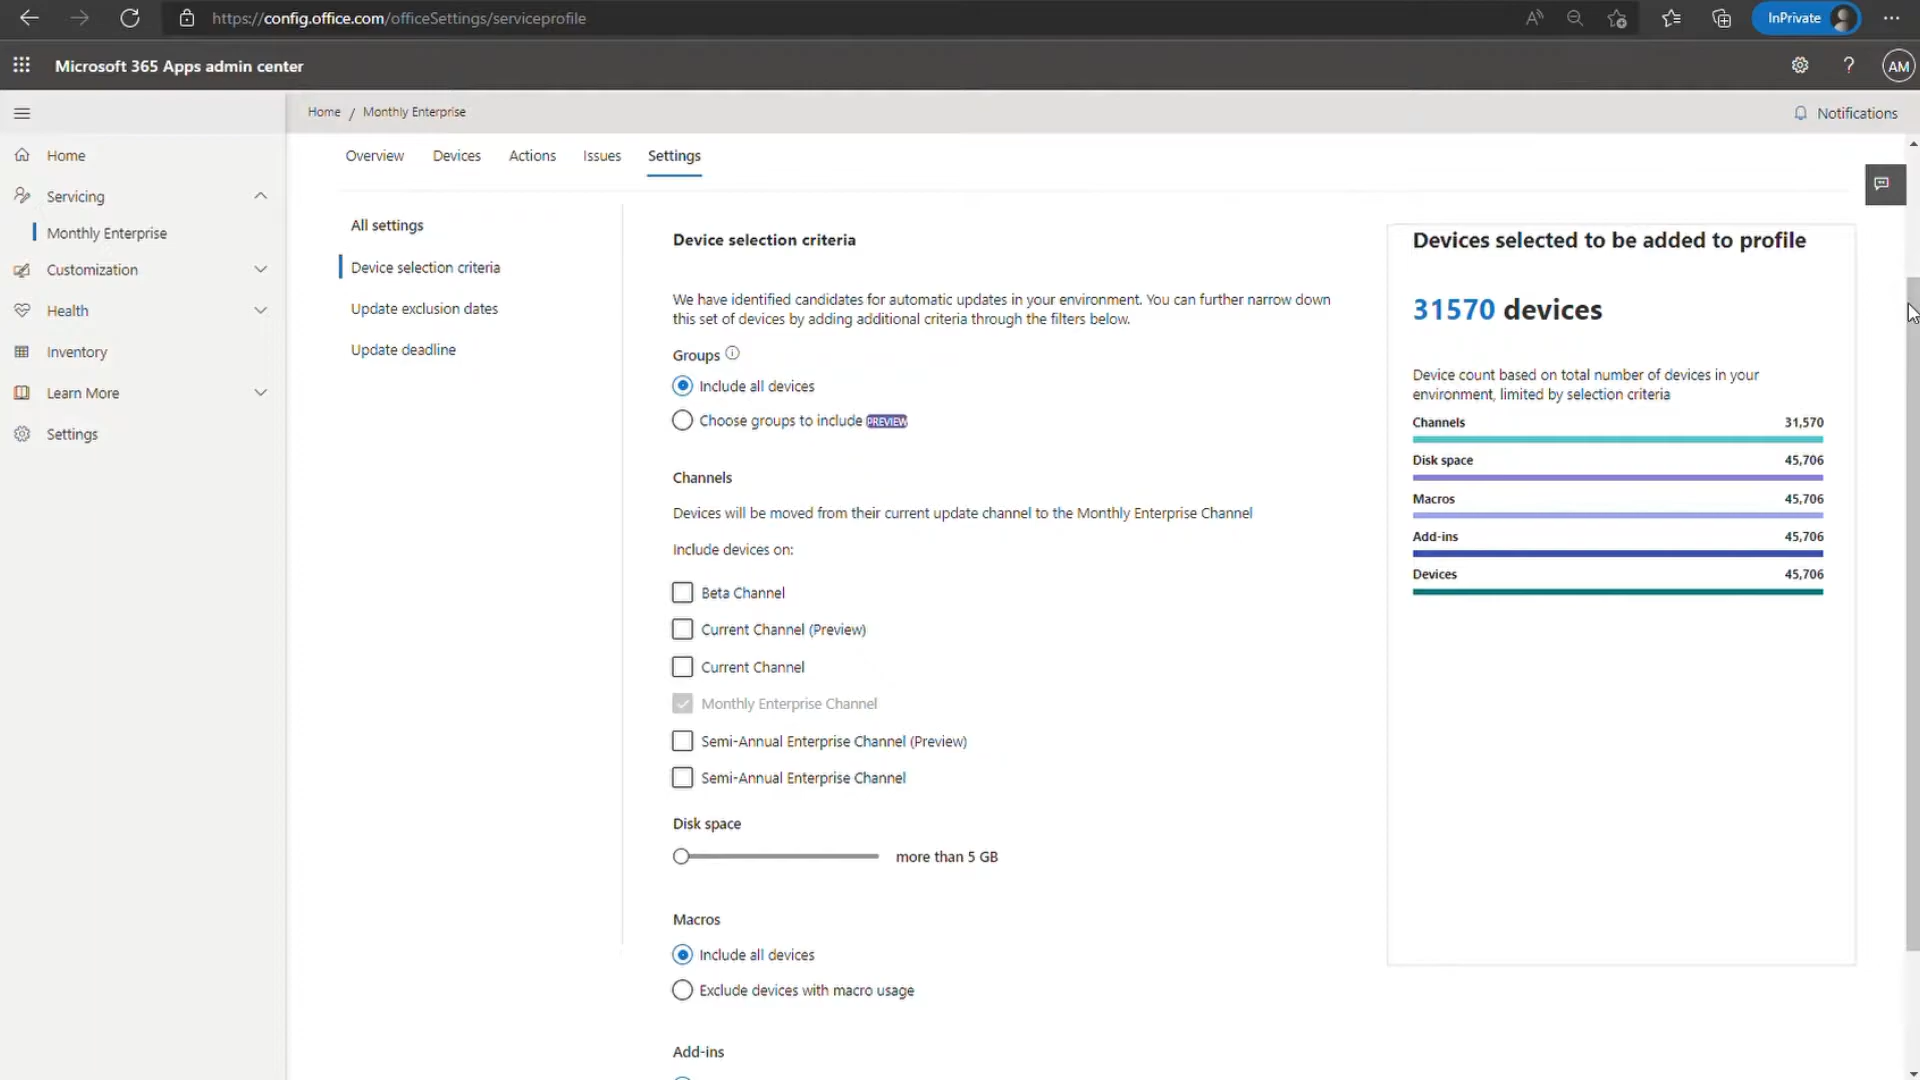 https://config.office.com/officeSettings/serviceprofile
InPrivate
Microsoft 365 Apps admin center
?
AM
Home / Monthly Enterprise
Notifications
Home
Servicing
Monthly Enterprise
Customization
Health
Inventory
Learn More
Settings
Overview
Devices
Actions
Issues
Settings
All settings
Device selection criteria
Update exclusion dates
Update deadline
Device selection criteria
We have identified candidates for automatic updates in your environment. You can further narrow down
this set of devices by adding additional criteria through the filters below.
Groups
Include all devices
Choose groups to include PREVIEW
Channels
Devices will be moved from their current update channel to the Monthly Enterprise Channel
Include devices on:
Beta Channel
Current Channel (Preview)
Current Channel
Monthly Enterprise Channel
Semi-Annual Enterprise Channel (Preview)
Semi-Annual Enterprise Channel
Disk space
more than 5 GB
Macros
Include all devices
Exclude devices with macro usage
Add-ins
Devices selected to be added to profile
31570 devices
Device count based on total number of devices in your
environment, limited by selection criteria
Channels 31,570
Disk space 45,706
Macros 45,706
Add-ins 45,706
Devices 45,706